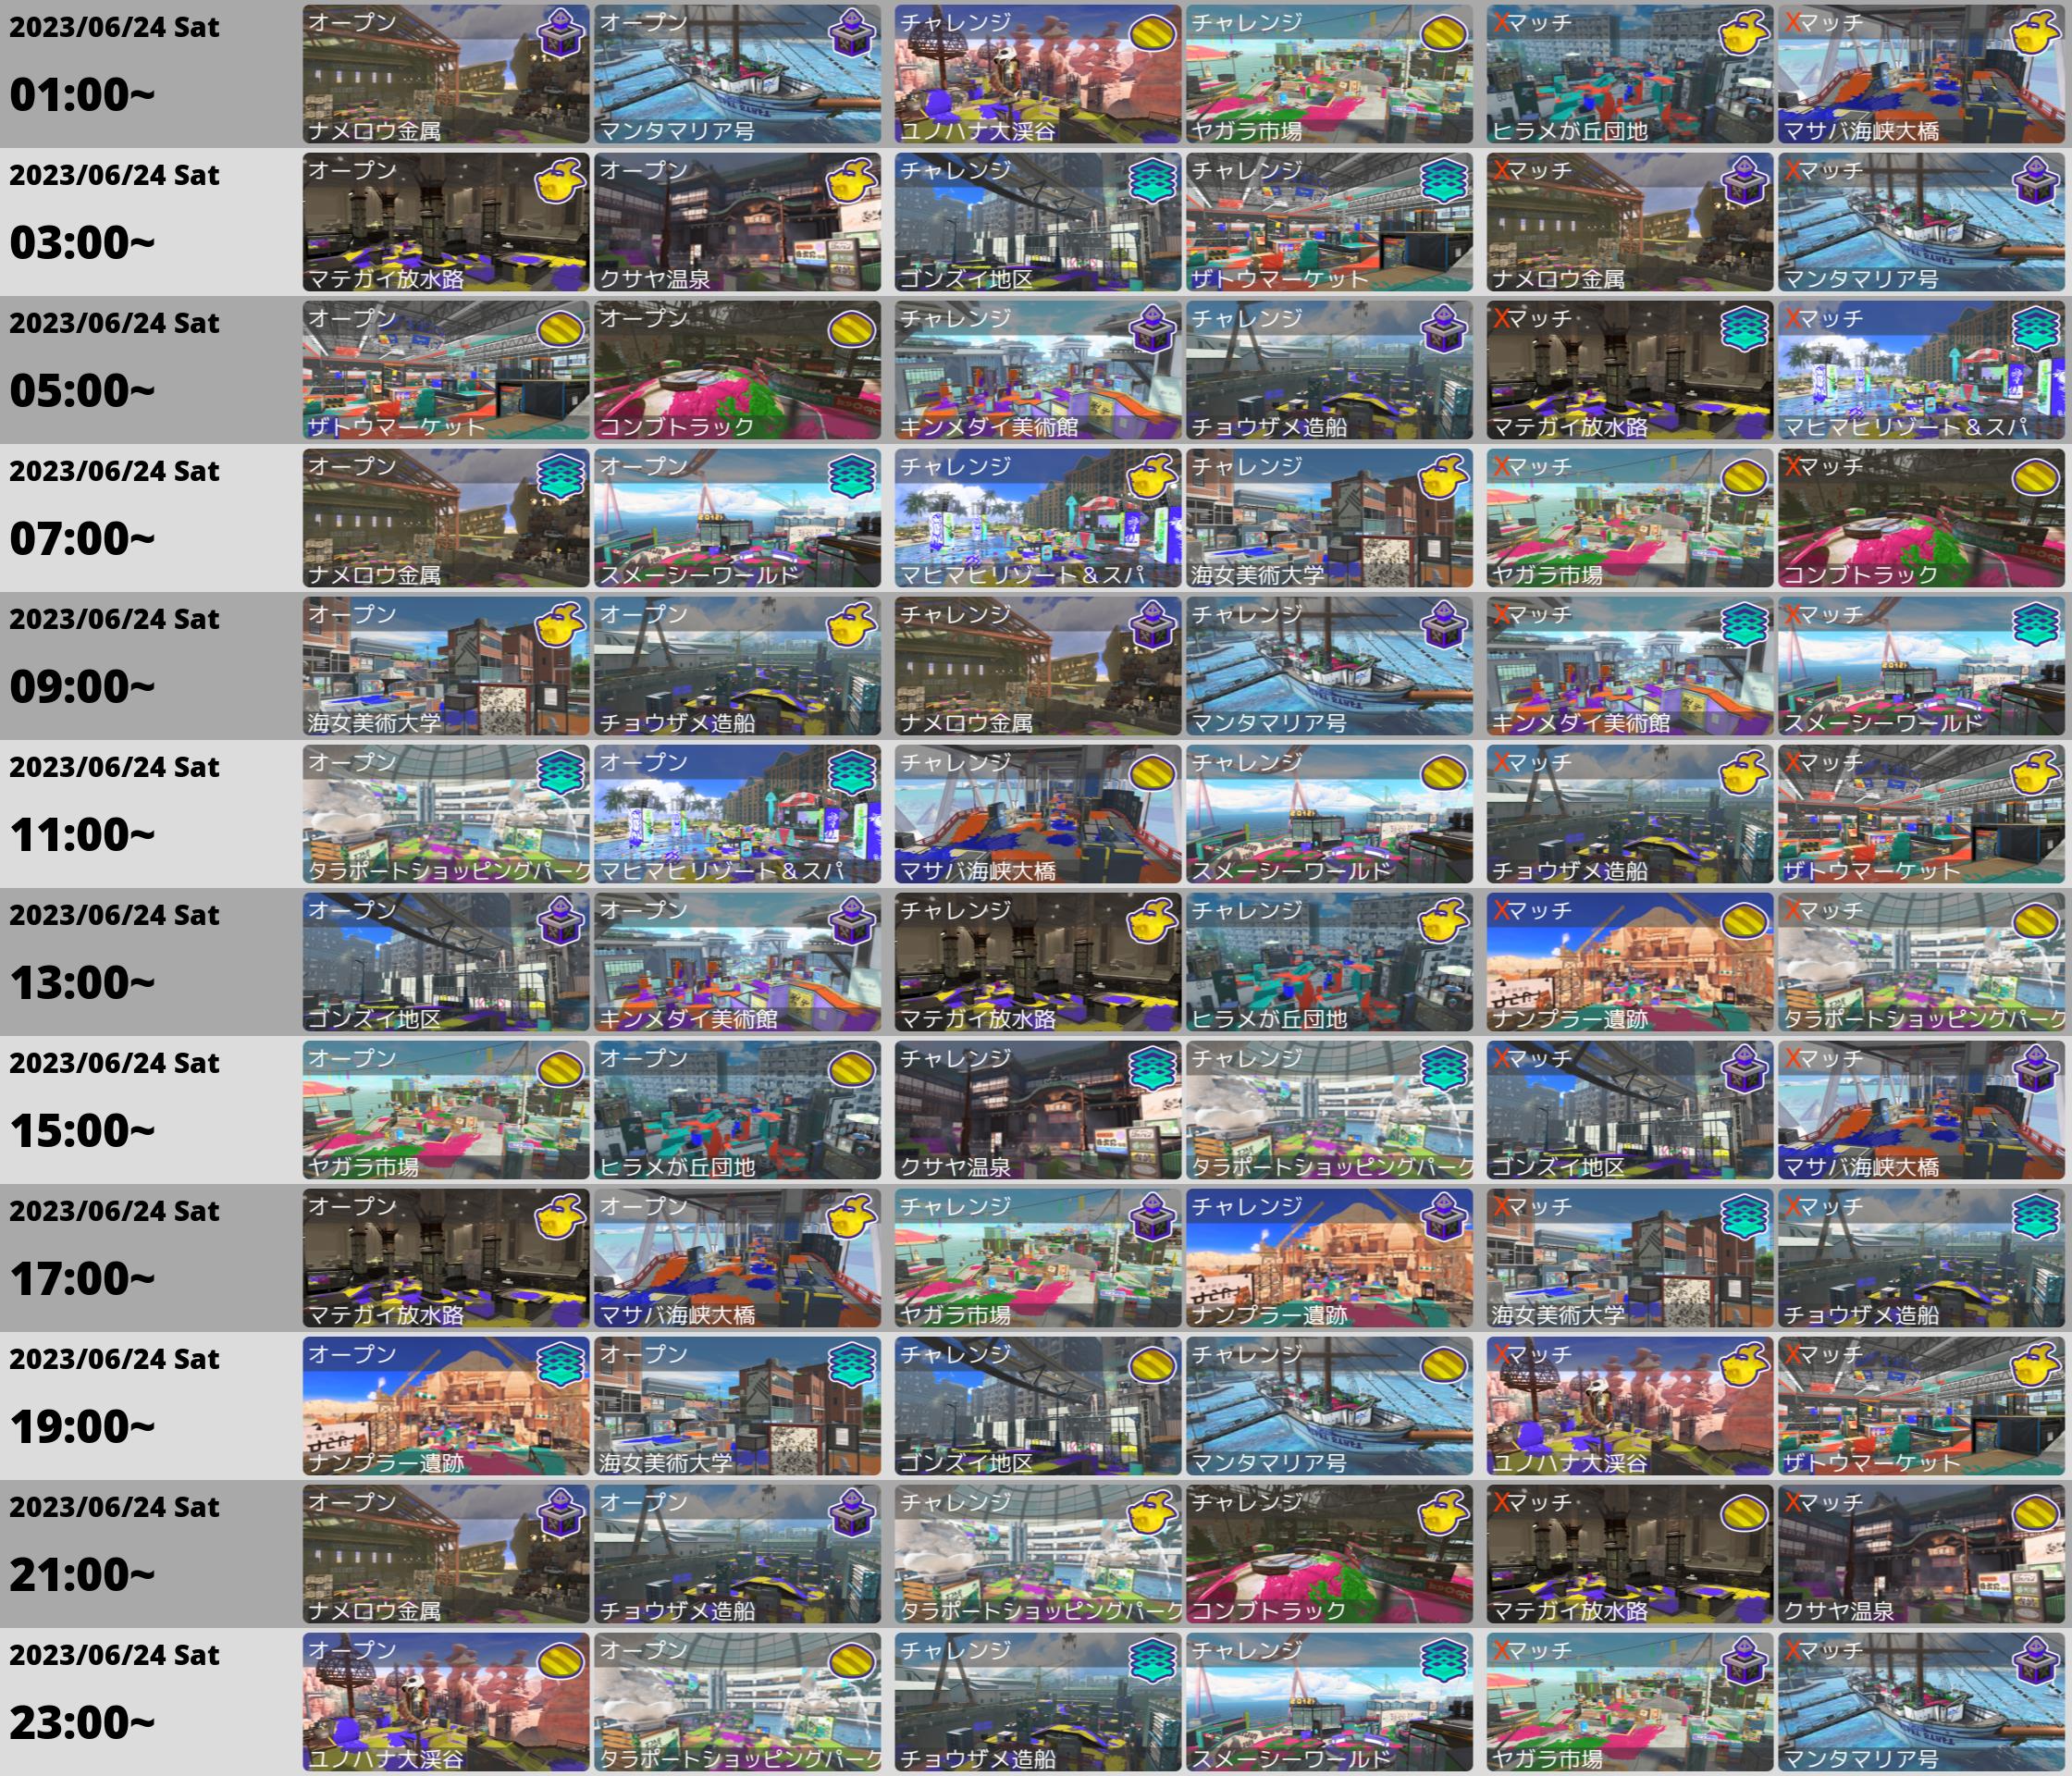 2023/06/24 Sat
01:00~
オープン オープン チャレンジ チャレンジ Xマッチ Xマッチ
ナメロウ金属 マンタマリア号 ユノハナ大渓谷 ヤガラ市場 ヒラメが丘団地 マサバ海峡大橋
2023/06/24 Sat
03:00~
オープン オープン チャレンジ チャレンジ Xマッチ Xマッチ
マテガイ放水路 クサヤ温泉 ゴンズイ地区 ザトウマーケット ナメロウ金属 マンタマリア号
2023/06/24 Sat
05:00~
オープン オープン チャレンジ チャレンジ Xマッチ Xマッチ
ザトウマーケット コンブトラック キンメダイ美術館 チョウザメ造船 マテガイ放水路 マヒマヒリゾート＆スパ
2023/06/24 Sat
07:00~
オープン オープン チャレンジ チャレンジ Xマッチ Xマッチ
ナメロウ金属 スメーシーワールド マヒマヒリゾート＆スパ 海女美術大学 ヤガラ市場 コンブトラック
2023/06/24 Sat
09:00~
オープン オープン チャレンジ チャレンジ Xマッチ Xマッチ
海女美術大学 チョウザメ造船 ナメロウ金属 マンタマリア号 キンメダイ美術館 スメーシーワールド
2023/06/24 Sat
11:00~
オープン オープン チャレンジ チャレンジ Xマッチ Xマッチ
タラポートショッピングパーク マヒマヒリゾート＆スパ マサバ海峡大橋 スメーシーワールド チョウザメ造船 ザトウマーケット
2023/06/24 Sat
13:00~
オープン オープン チャレンジ チャレンジ Xマッチ Xマッチ
ゴンズイ地区 キンメダイ美術館 マテガイ放水路 ヒラメが丘団地 ナンプラー遺跡 タラポートショッピングパーク
2023/06/24 Sat
15:00~
オープン オープン チャレンジ チャレンジ Xマッチ Xマッチ
ヤガラ市場 ヒラメが丘団地 クサヤ温泉 タラポートショッピングパーク ゴンズイ地区 マサバ海峡大橋
2023/06/24 Sat
17:00~
オープン オープン チャレンジ チャレンジ Xマッチ Xマッチ
マテガイ放水路 マサバ海峡大橋 ヤガラ市場 ナンプラー遺跡 海女美術大学 チョウザメ造船
2023/06/24 Sat
19:00~
オープン オープン チャレンジ チャレンジ Xマッチ Xマッチ
ナンプラー遺跡 海女美術大学 ゴンズイ地区 マンタマリア号 ユノハナ大渓谷 ザトウマーケット
2023/06/24 Sat
21:00~
オープン オープン チャレンジ チャレンジ Xマッチ Xマッチ
ナメロウ金属 チョウザメ造船 タラポートショッピングパーク コンブトラック マテガイ放水路 クサヤ温泉
2023/06/24 Sat
23:00~
オープン オープン チャレンジ チャレンジ Xマッチ Xマッチ
ユノハナ大渓谷 タラポートショッピングパーク チョウザメ造船 スメーシーワールド ヤガラ市場 マンタマリア号